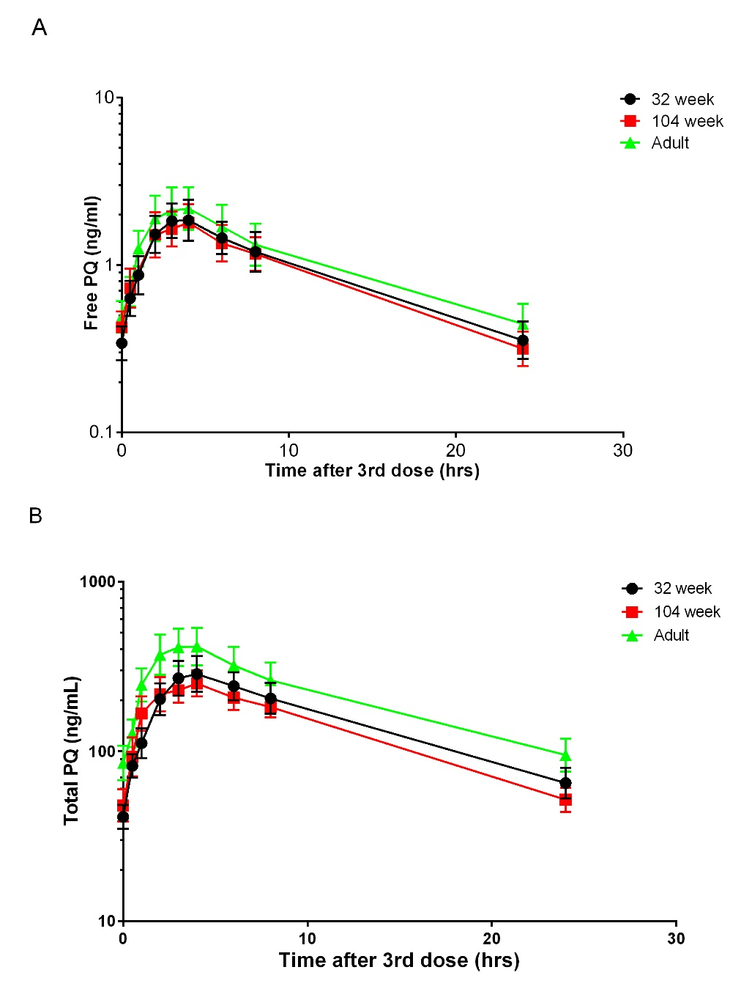 A
10
1
0.1
Free PQ (ng/ml)
0
10
20
30
Time after 3rd dose (hrs)
32 week
104 week
Adult
B
1000
100
10
Total PQ (ng/mL)
0
10
20
30
Time after 3rd dose (hrs)
32 week
104 week
Adult